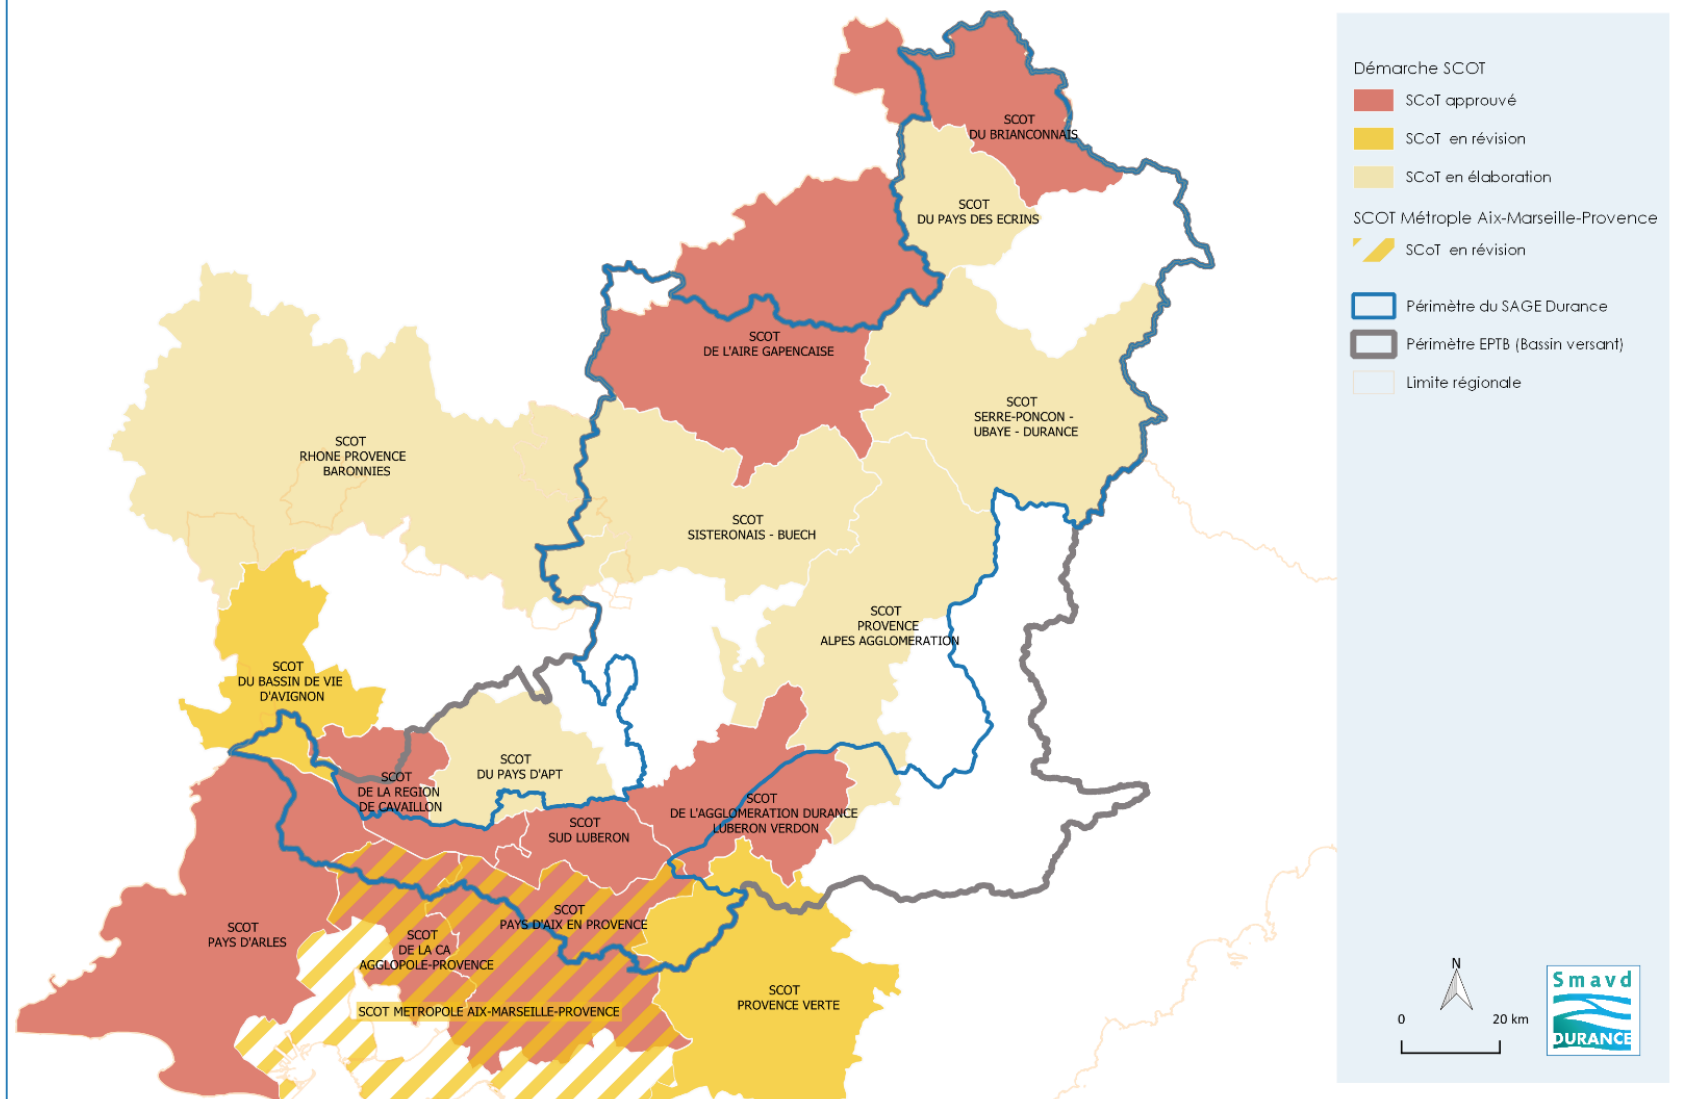 SCOT
DU BRIANCONNAIS
SCOT
DU PAYS DES ECRINS
SCOT
DE L'AIRE GAPENCAISE
SCOT
SERRE-PONCON -
UBAYE - DURANCE
SCOT
RHONE PROVENCE
BARONNIES
SCOT
SISTERONAIS - BUECH
SCOT
PROVENCE
ALPES AGGLOMERATION
SCOT
DU BASSIN DE VIE
D'AVIGNON
SCOT
DE LA REGION
DE CAVAILLON
SCOT
DU PAYS D'APT
SCOT
SUD LUBERON
SCOT
DE L'AGGLOMERATION DURANCE
LUBERON VERDON
SCOT
PAYS D'ARLES
SCOT
DE LA CA
AGGLOPOLE-PROVENCE
SCOT
PAYS D'AIX EN PROVENCE
SCOT METROPOLE AIX-MARSEILLE-PROVENCE
SCOT
PROVENCE VERTE
Démarche SCOT
SCoT approuvé
SCoT en révision
SCoT en élaboration
SCOT Métrople Aix-Marseille-Provence
SCoT en révision
Périmètre du SAGE Durance
Périmètre EPTB (Bassin versant)
Limite régionale
N
0 20 km
Smavd
DURANCE